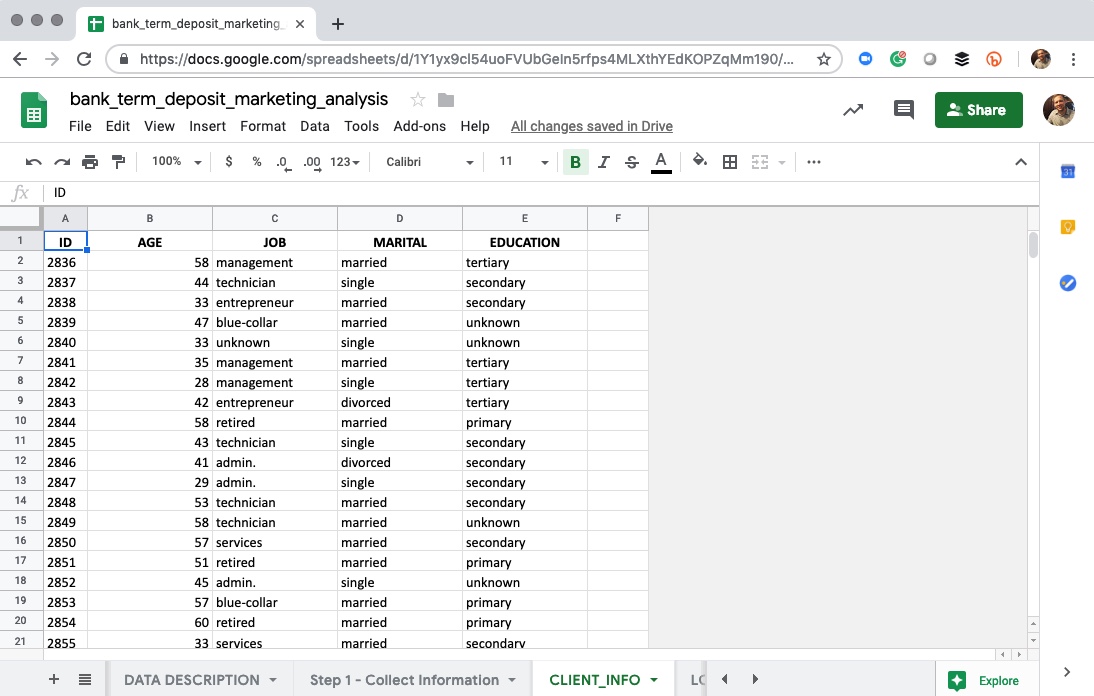 bank_term_deposit_marketing_
https://docs.google.com/spreadsheets/d/1Y1yx9cl54uoFVUbGeIn5rfps4MLXthYEdKOPZqMm190/...
bank_term_deposit_marketing_analysis
File Edit View Insert Format Data Tools Add-ons Help All changes saved in Drive
Share
100% $ % .0 .00 123 Calibri 11 B I S A ...
31
fx ID
A B C D E F
1 ID AGE JOB MARITAL EDUCATION
2 2836 58 management married tertiary
3 2837 44 technician single secondary
4 2838 33 entrepreneur married secondary
5 2839 47 blue-collar married unknown
6 2840 33 unknown single unknown
7 2841 35 management married tertiary
8 2842 28 management single tertiary
9 2843 42 entrepreneur divorced tertiary
10 2844 58 retired married primary
11 2845 43 technician single secondary
12 2846 41 admin. divorced secondary
13 2847 29 admin. single secondary
14 2848 53 technician married secondary
15 2849 58 technician married unknown
16 2850 57 services married secondary
17 2851 51 retired married primary
18 2852 45 admin. single unknown
19 2853 57 blue-collar married primary
20 2854 60 retired married primary
21 2855 33 services married secondary
DATA DESCRIPTION Step 1 - Collect Information CLIENT_INFO LO Explore